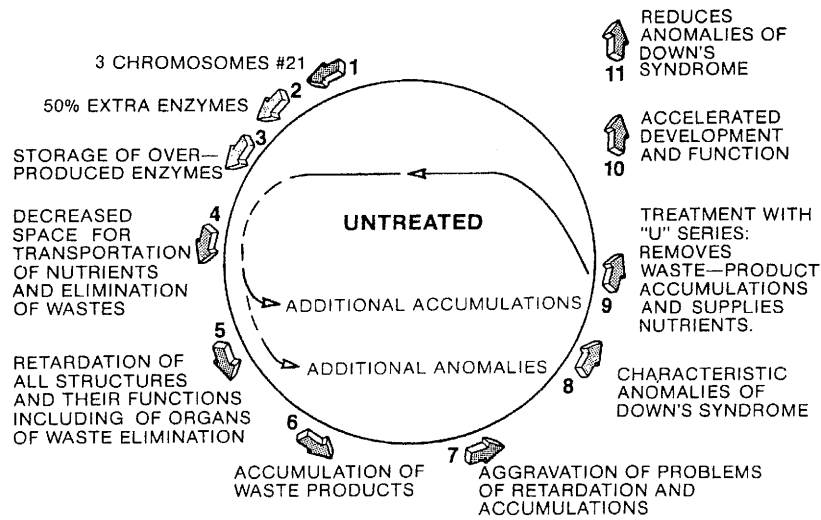 3 CHROMOSOMES #21
1
50% EXTRA ENZYMES
2
STORAGE OF OVER—
PRODUCED ENZYMES
3
DECREASED
SPACE FOR
TRANSPORTATION
OF NUTRIENTS
AND ELIMINATION
OF WASTES
4
RETARDATION OF
ALL STRUCTURES
AND THEIR FUNCTIONS
INCLUDING OF ORGANS
OF WASTE ELIMINATION
5
6
ACCUMULATION OF
WASTE PRODUCTS
7
AGGRAVATION OF PROBLEMS
OF RETARDATION AND
ACCUMULATIONS
8
CHARACTERISTIC
ANOMALIES OF
DOWN'S SYNDROME
9
TREATMENT WITH
"U" SERIES:
REMOVES
WASTE—PRODUCT
ACCUMULATIONS
AND SUPPLIES
NUTRIENTS.
10
ACCELERATED
DEVELOPMENT
AND FUNCTION
11
REDUCES
ANOMALIES OF
DOWN'S
SYNDROME
UNTREATED
ADDITIONAL ACCUMULATIONS
ADDITIONAL ANOMALIES